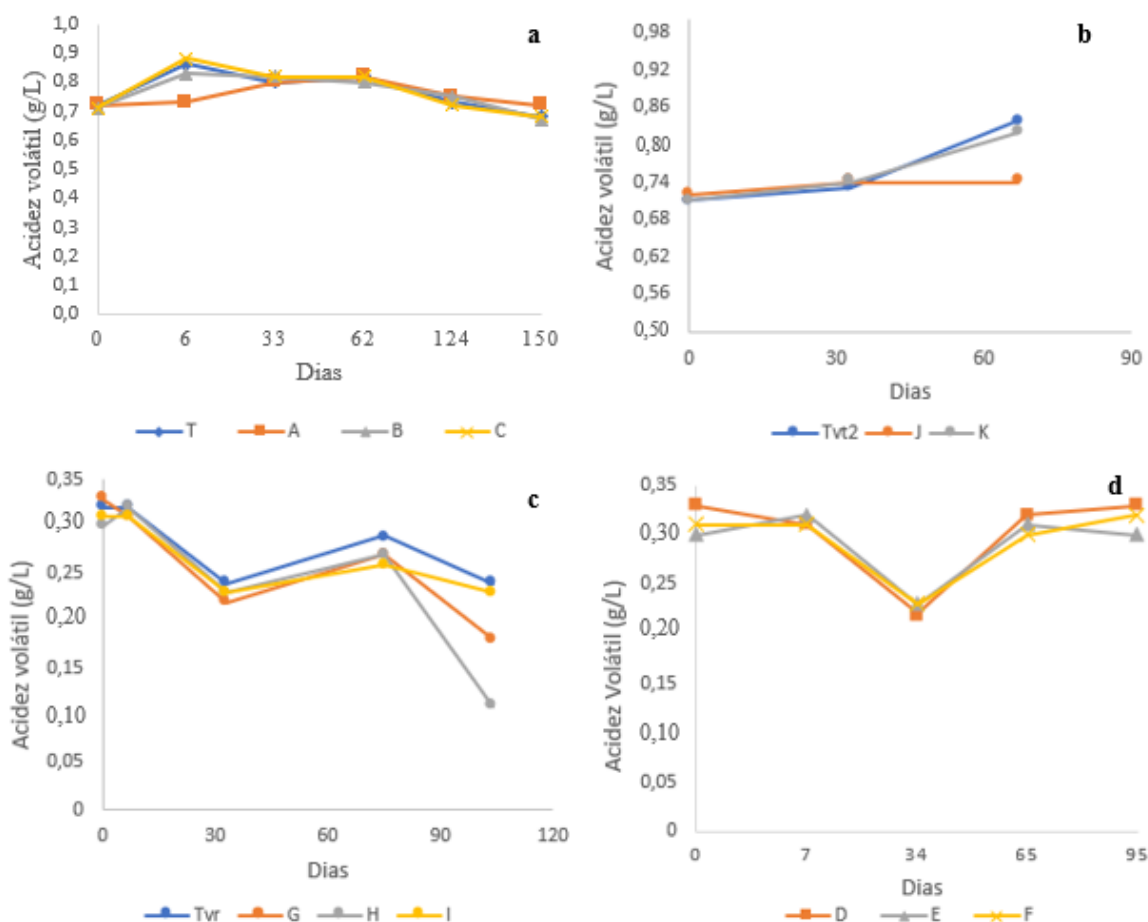 a
1,0
0,9
0,8
0,7
0,6
0,5
0,4
0,3
0,2
0,1
0,0
Acidez volátil (g/L)
0 6 33 62 124 150
Dias
T A B C
b
0,98
0,92
0,86
0,80
0,74
0,68
0,62
0,56
0,50
Acidez volátil (g/L)
0 30 60 90
Dias
Tvt2 J K
c
0,35
0,30
0,25
0,20
0,15
0,10
0,05
0
Acidez volátil (g/L)
0 30 60 90 120
Dias
Tvr G H I
d
0,35
0,30
0,25
0,20
0,15
0,10
0,05
0
Acidez Volátil (g/L)
0 7 34 65 95
Dias
D E F